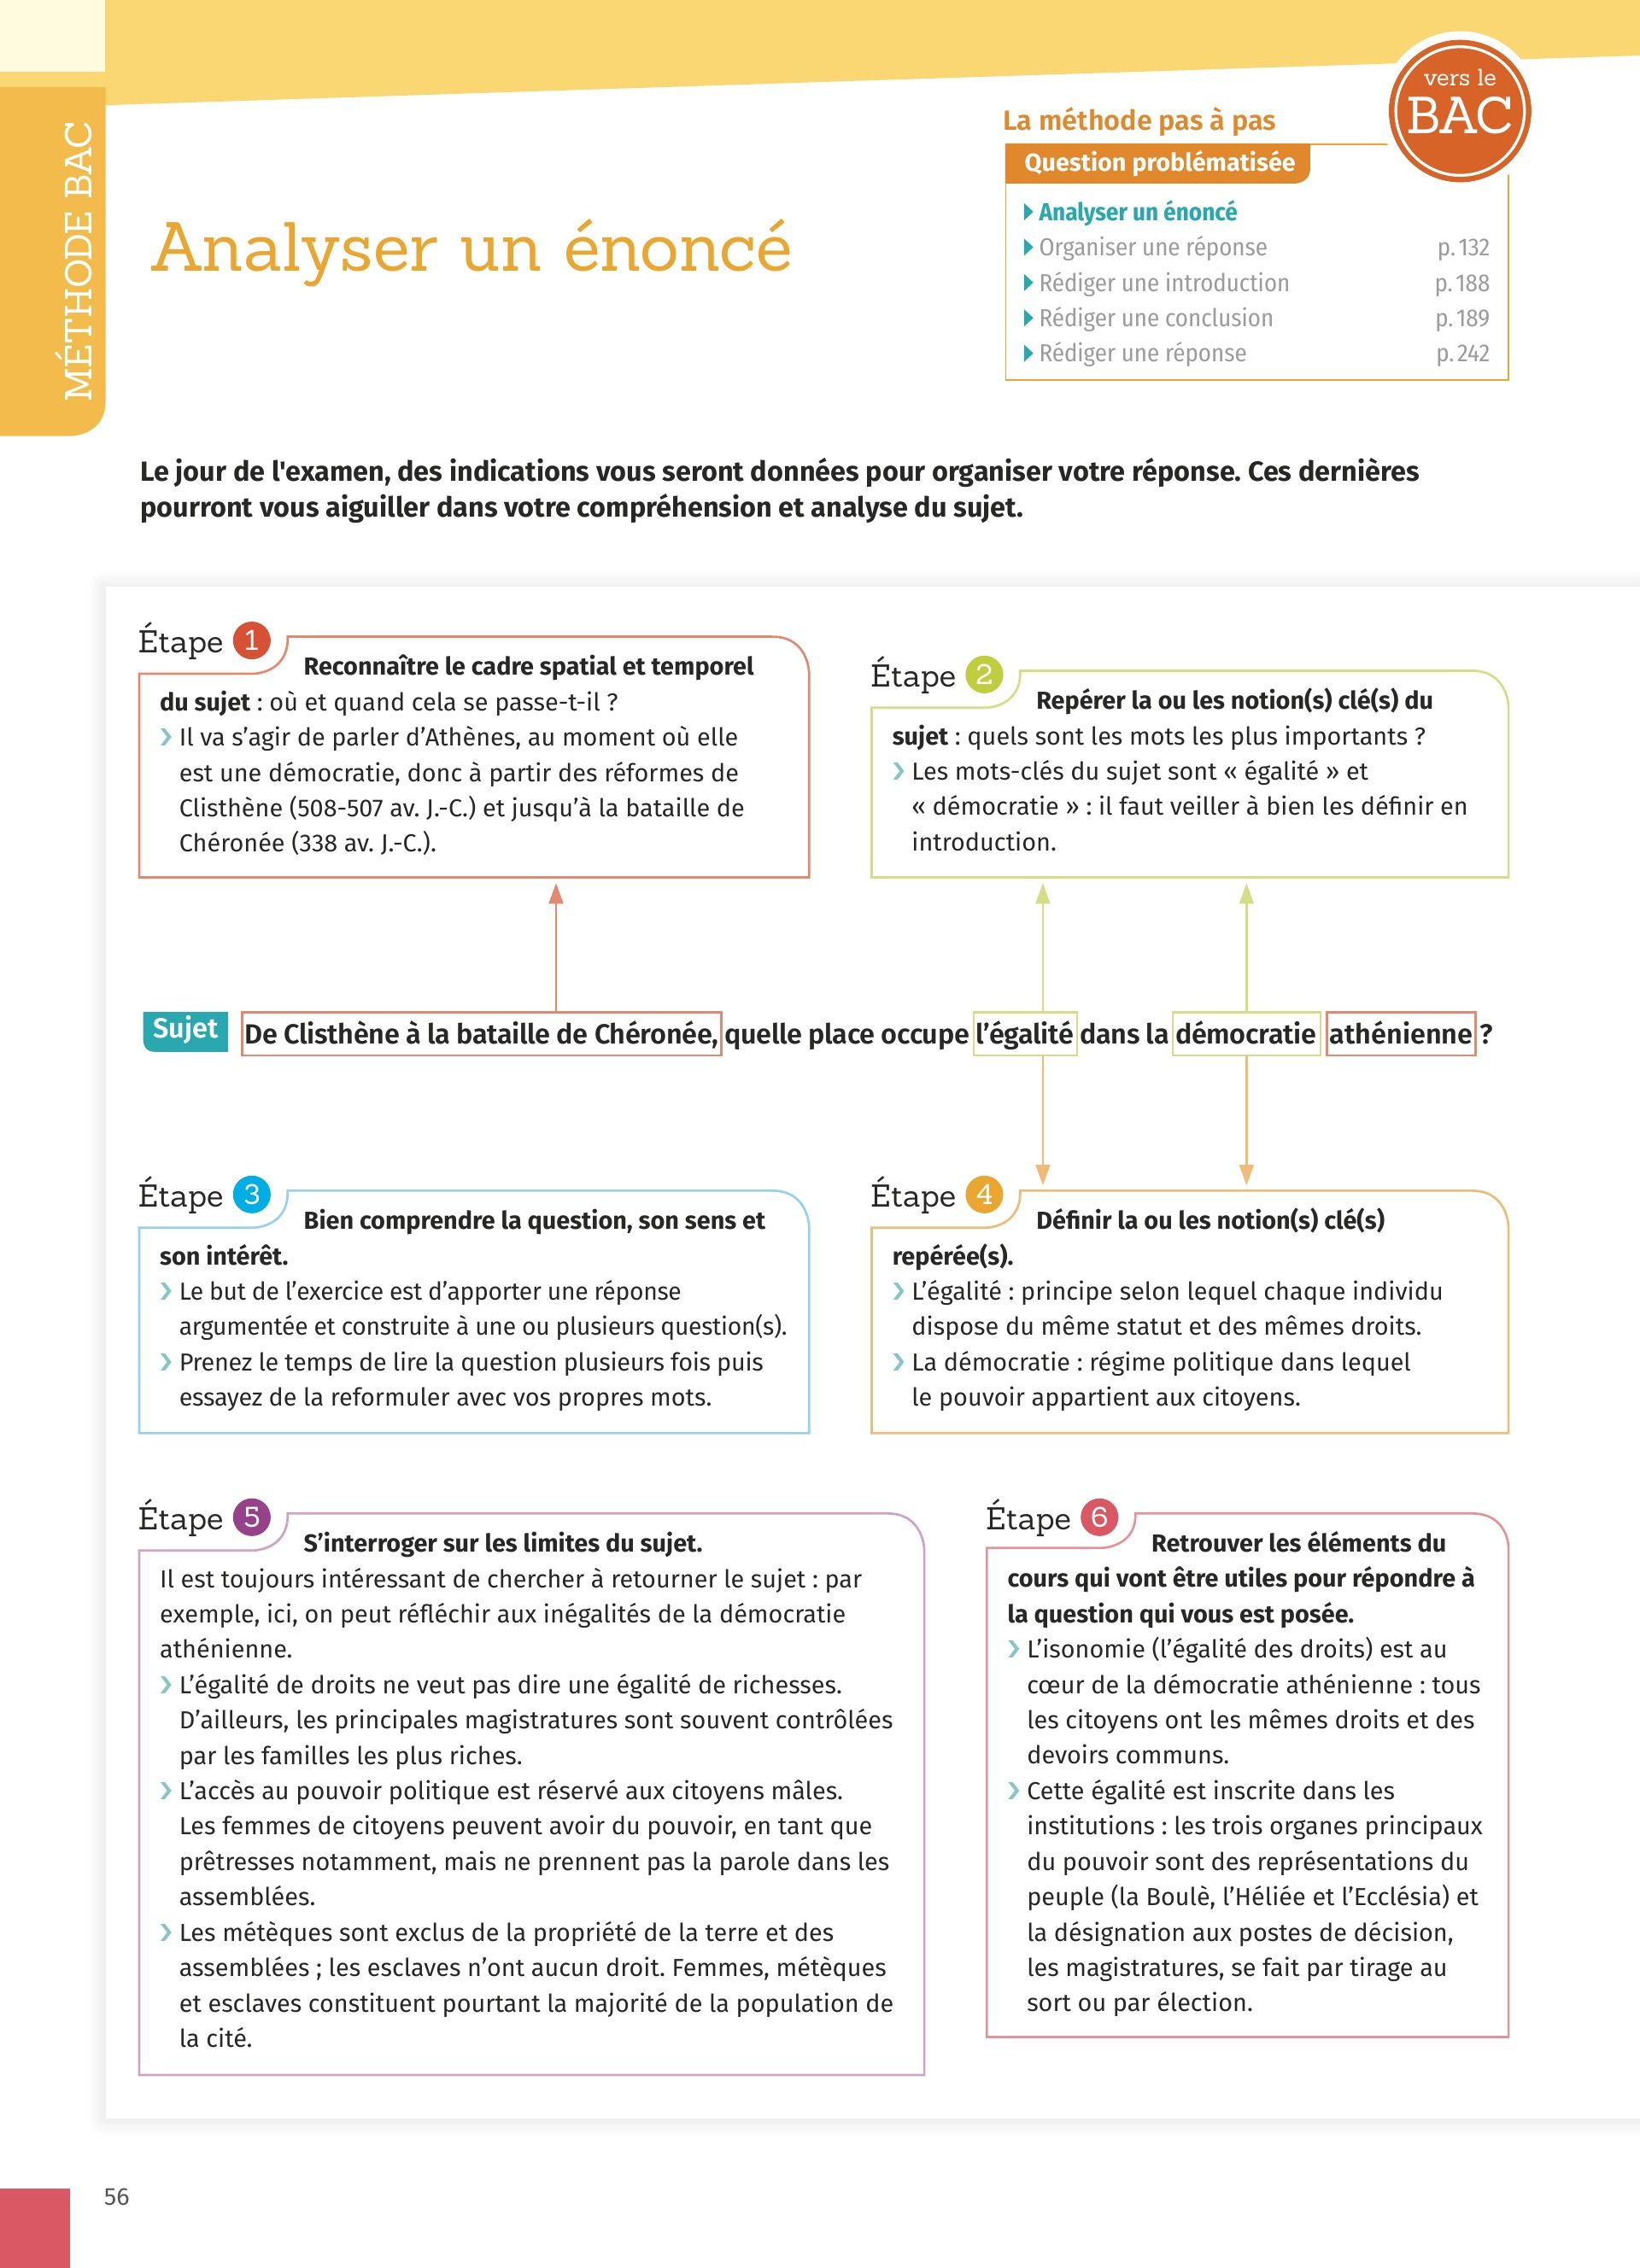 MÉTHODE BAC
vers le
BAC
La méthode pas à pas
Question problématisée
Analyser un énoncé
Organiser une réponse p. 132
Rédiger une introduction p. 188
Rédiger une conclusion p. 189
Rédiger une réponse p. 242
Analyser un énoncé
Le jour de l'examen, des indications vous seront données pour organiser votre réponse. Ces dernières
pourront vous aiguiller dans votre compréhension et analyse du sujet.
Étape 1
Reconnaître le cadre spatial et temporel
du sujet : où et quand cela se passe-t-il ?
Il va s’agir de parler d’Athènes, au moment où elle
est une démocratie, donc à partir des réformes de
Clisthène (508-507 av. J.-C.) et jusqu’à la bataille de
Chéronée (338 av. J.-C.).
Étape 2
Repérer la ou les notion(s) clé(s) du
sujet : quels sont les mots les plus importants ?
Les mots-clés du sujet sont « égalité » et
« démocratie » : il faut veiller à bien les définir en
introduction.
Sujet De Clisthène à la bataille de Chéronée, quelle place occupe l’égalité dans la démocratie athénienne ?
Étape 3
Bien comprendre la question, son sens et
son intérêt.
Le but de l’exercice est d’apporter une réponse
argumentée et construite à une ou plusieurs question(s).
Prenez le temps de lire la question plusieurs fois puis
essayez de la reformuler avec vos propres mots.
Étape 4
Définir la ou les notion(s) clé(s)
repérée(s).
L’égalité : principe selon lequel chaque individu
dispose du même statut et des mêmes droits.
La démocratie : régime politique dans lequel
le pouvoir appartient aux citoyens.
Étape 5
S’interroger sur les limites du sujet.
Il est toujours intéressant de chercher à retourner le sujet : par
exemple, ici, on peut réfléchir aux inégalités de la démocratie
athénienne.
L’égalité de droits ne veut pas dire une égalité de richesses.
D’ailleurs, les principales magistratures sont souvent contrôlées
par les familles les plus riches.
L’accès au pouvoir politique est réservé aux citoyens mâles.
Les femmes de citoyens peuvent avoir du pouvoir, en tant que
prêtresses notamment, mais ne prennent pas la parole dans les
assemblées.
Les métèques sont exclus de la propriété de la terre et des
assemblées ; les esclaves n’ont aucun droit. Femmes, métèques
et esclaves constituent pourtant la majorité de la population de
la cité.
Étape 6
Retrouver les éléments du
cours qui vont être utiles pour répondre à
la question qui vous est posée.
L’isonomie (l’égalité des droits) est au
cœur de la démocratie athénienne : tous
les citoyens ont les mêmes droits et des
devoirs communs.
Cette égalité est inscrite dans les
institutions : les trois organes principaux
du pouvoir sont des représentations du
peuple (la Boulè, l’Héliée et l’Ecclésia) et
la désignation aux postes de décision,
les magistratures, se fait par tirage au
sort ou par élection.
56